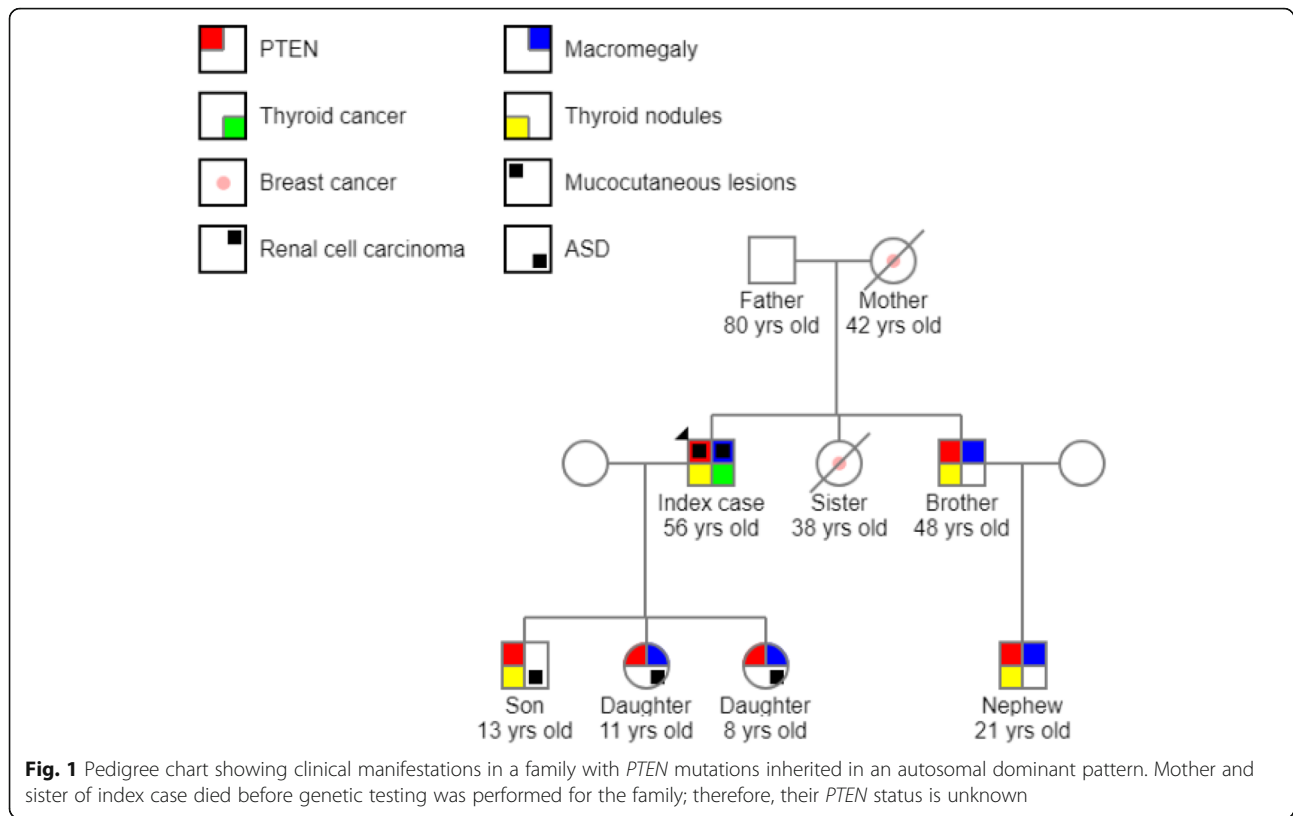 PTEN
Macromegaly
Thyroid cancer
Thyroid nodules
Breast cancer
Mucocutaneous lesions
Renal cell carcinoma
ASD
Father
80 yrs old
Mother
42 yrs old
Index case
56 yrs old
Sister
38 yrs old
Brother
48 yrs old
Son
13 yrs old
Daughter
11 yrs old
Daughter
8 yrs old
Nephew
21 yrs old
Fig. 1 Pedigree chart showing clinical manifestations in a family with PTEN mutations inherited in an autosomal dominant pattern. Mother and
sister of index case died before genetic testing was performed for the family; therefore, their PTEN status is unknown